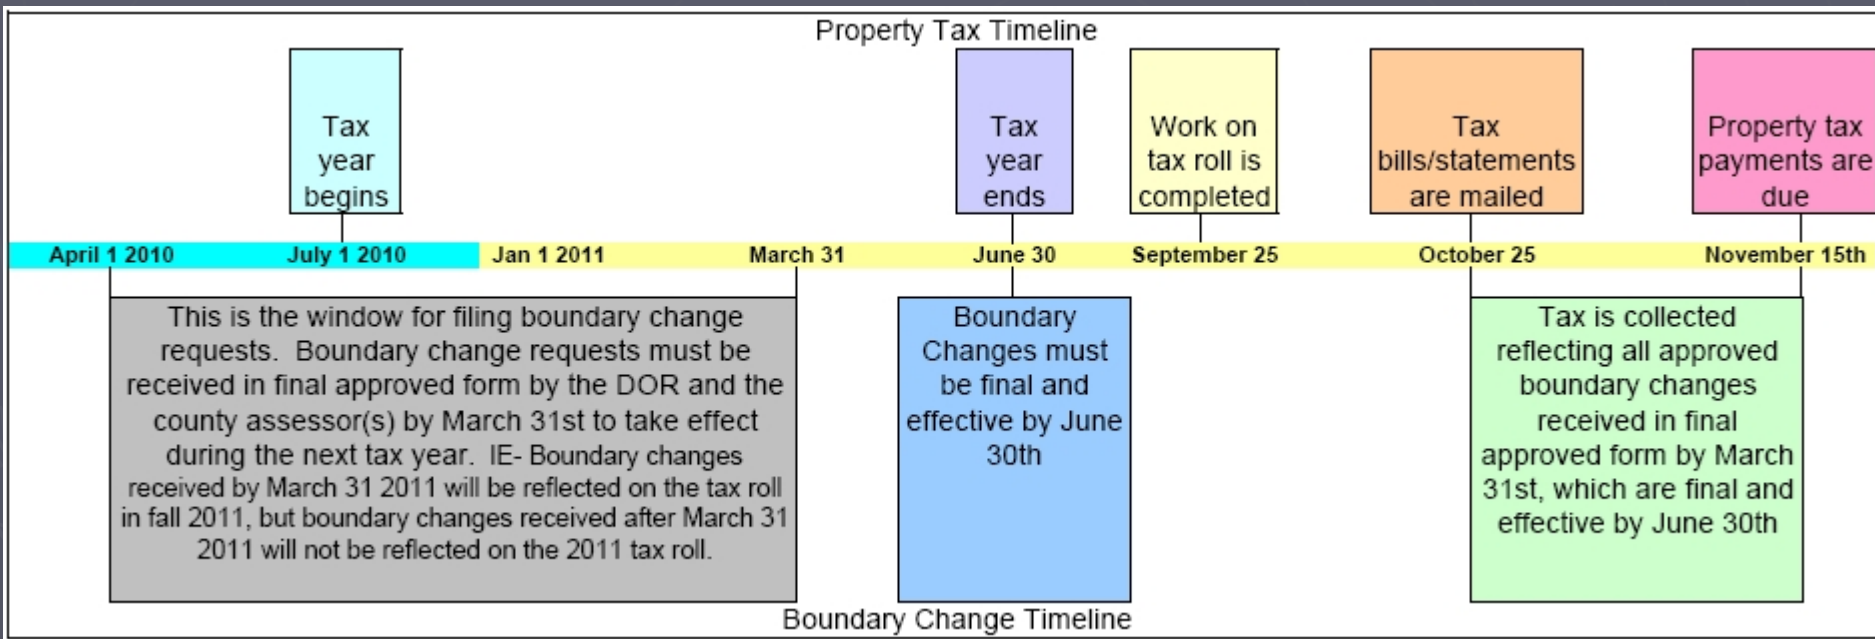 Property Tax Timeline
Tax
year
begins
Tax
year
ends
Work on
tax roll is
completed
Tax
bills/statements
are mailed
Property tax
payments are
due
April 1 2010
July 1 2010
Jan 1 2011
March 31
June 30
September 25
October 25
November 15th
This is the window for filing boundary change
requests.  Boundary change requests must be
received in final approved form by the DOR and the
county assessor(s) by March 31st to take effect
during the next tax year.  IE- Boundary changes
received by March 31 2011 will be reflected on the tax roll
in fall 2011, but boundary changes received after March 31
2011 will not be reflected on the 2011 tax roll.
Boundary
Changes must
be final and
effective by June
30th
Tax is collected
reflecting all approved
boundary changes
received in final
approved form by March
31st, which are final and
effective by June 30th
Boundary Change Timeline